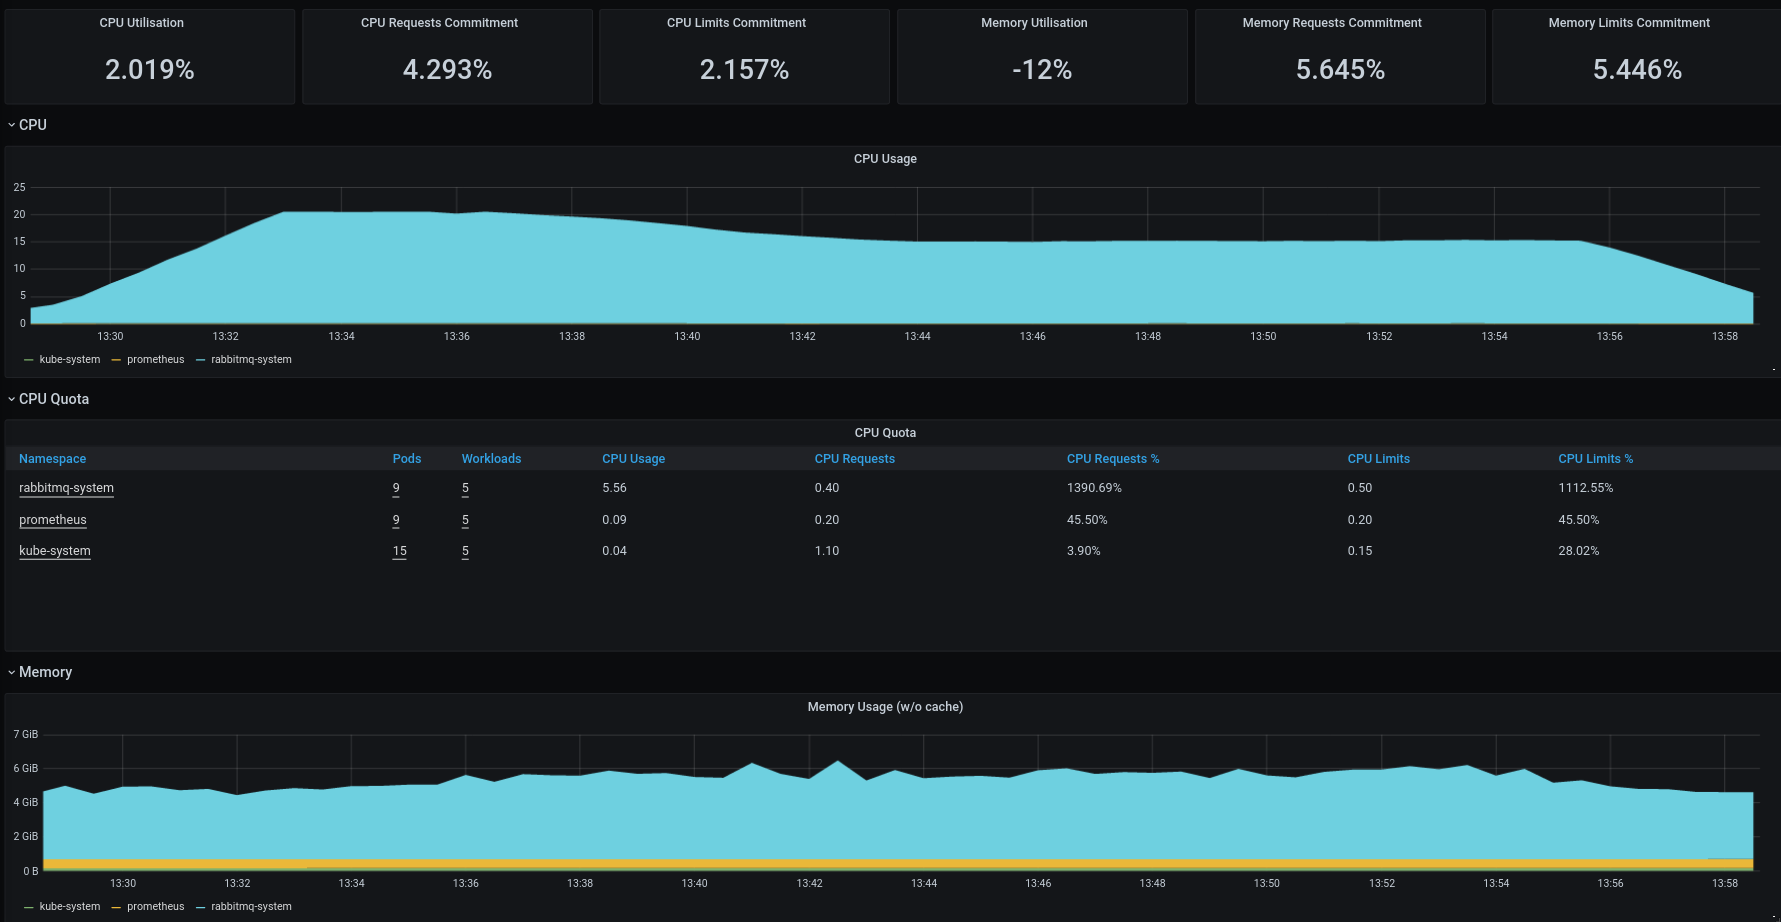 CPU Utilisation CPU Requests Commitment CPU Limits Commitment Memory Utilisation Memory Requests Commitment Memory Limits Commitment
2.019% 4.293% 2.157% -12% 5.645% 5.446%
CPU
CPU Usage
25
20
15
10
5
0
13:30 13:32 13:34 13:36 13:38 13:40 13:42 13:44 13:46 13:48 13:50 13:52 13:54 13:56 13:58
kube-system prometheus rabbitmq-system
CPU Quota
CPU Quota
Namespace Pods Workloads CPU Usage CPU Requests CPU Requests % CPU Limits CPU Limits %
rabbitmq-system 9 5 5.56 0.40 1390.69% 0.50 1112.55%
prometheus 9 5 0.09 0.20 45.50% 0.20 45.50%
kube-system 15 5 0.04 1.10 3.90% 0.15 28.02%
Memory
Memory Usage (w/o cache)
7 GiB
6 GiB
4 GiB
2 GiB
0 B
13:30 13:32 13:34 13:36 13:38 13:40 13:42 13:44 13:46 13:48 13:50 13:52 13:54 13:56 13:58
kube-system prometheus rabbitmq-system